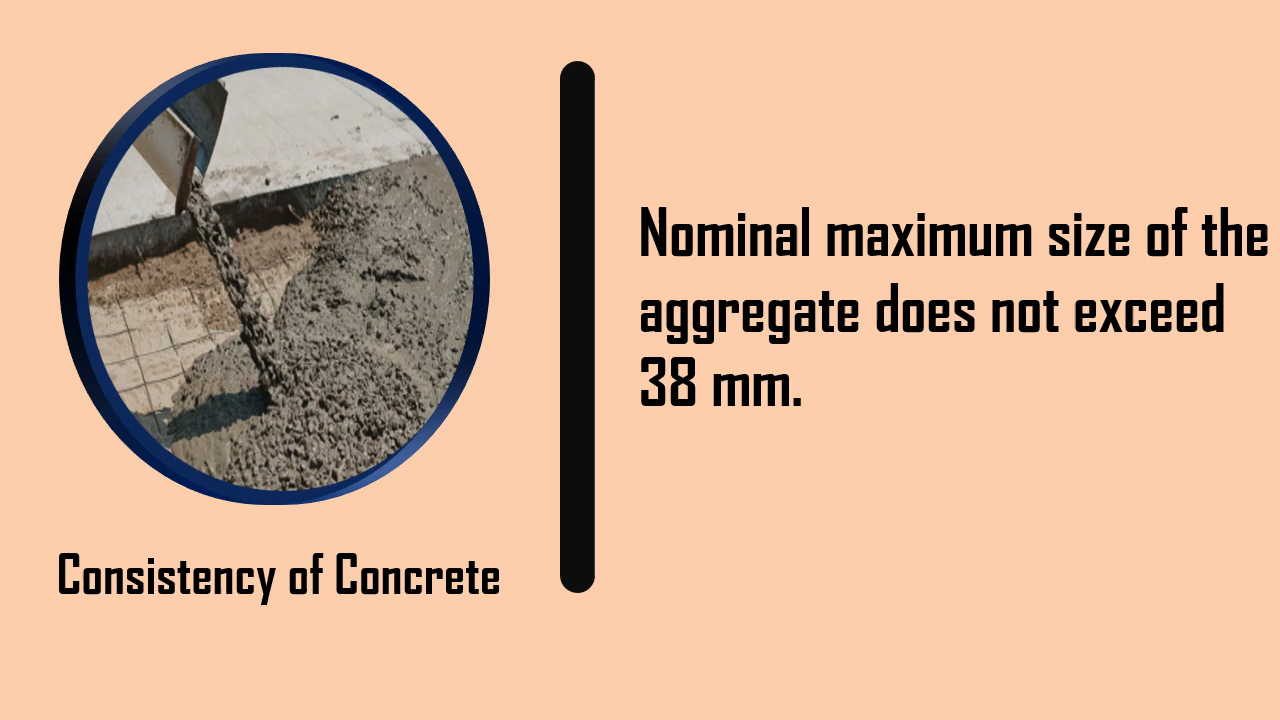 Nominal maximum size of the
aggregate does not exceed
38 mm.
Consistency of Concrete